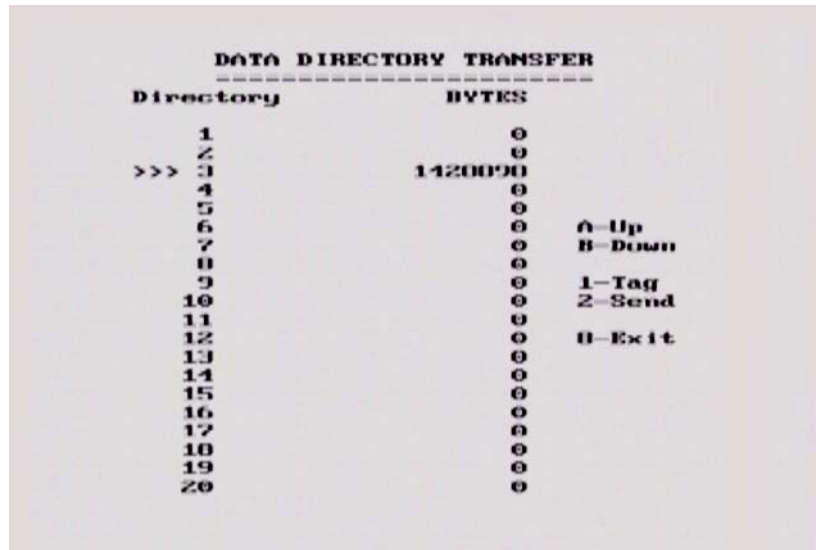 DATA DIRECTORY TRANSFER
Directory BYTES
1 0
2 0
>>> 3
4 0
5 0
6 0 A-Up
7 0 B-Down
8 0
9 0 1-Tag
10 0 2-Send
11 0
12 0 0-Exit
13 0
14 0
15 0
16 0
17 0
18 0
19 0
20 0